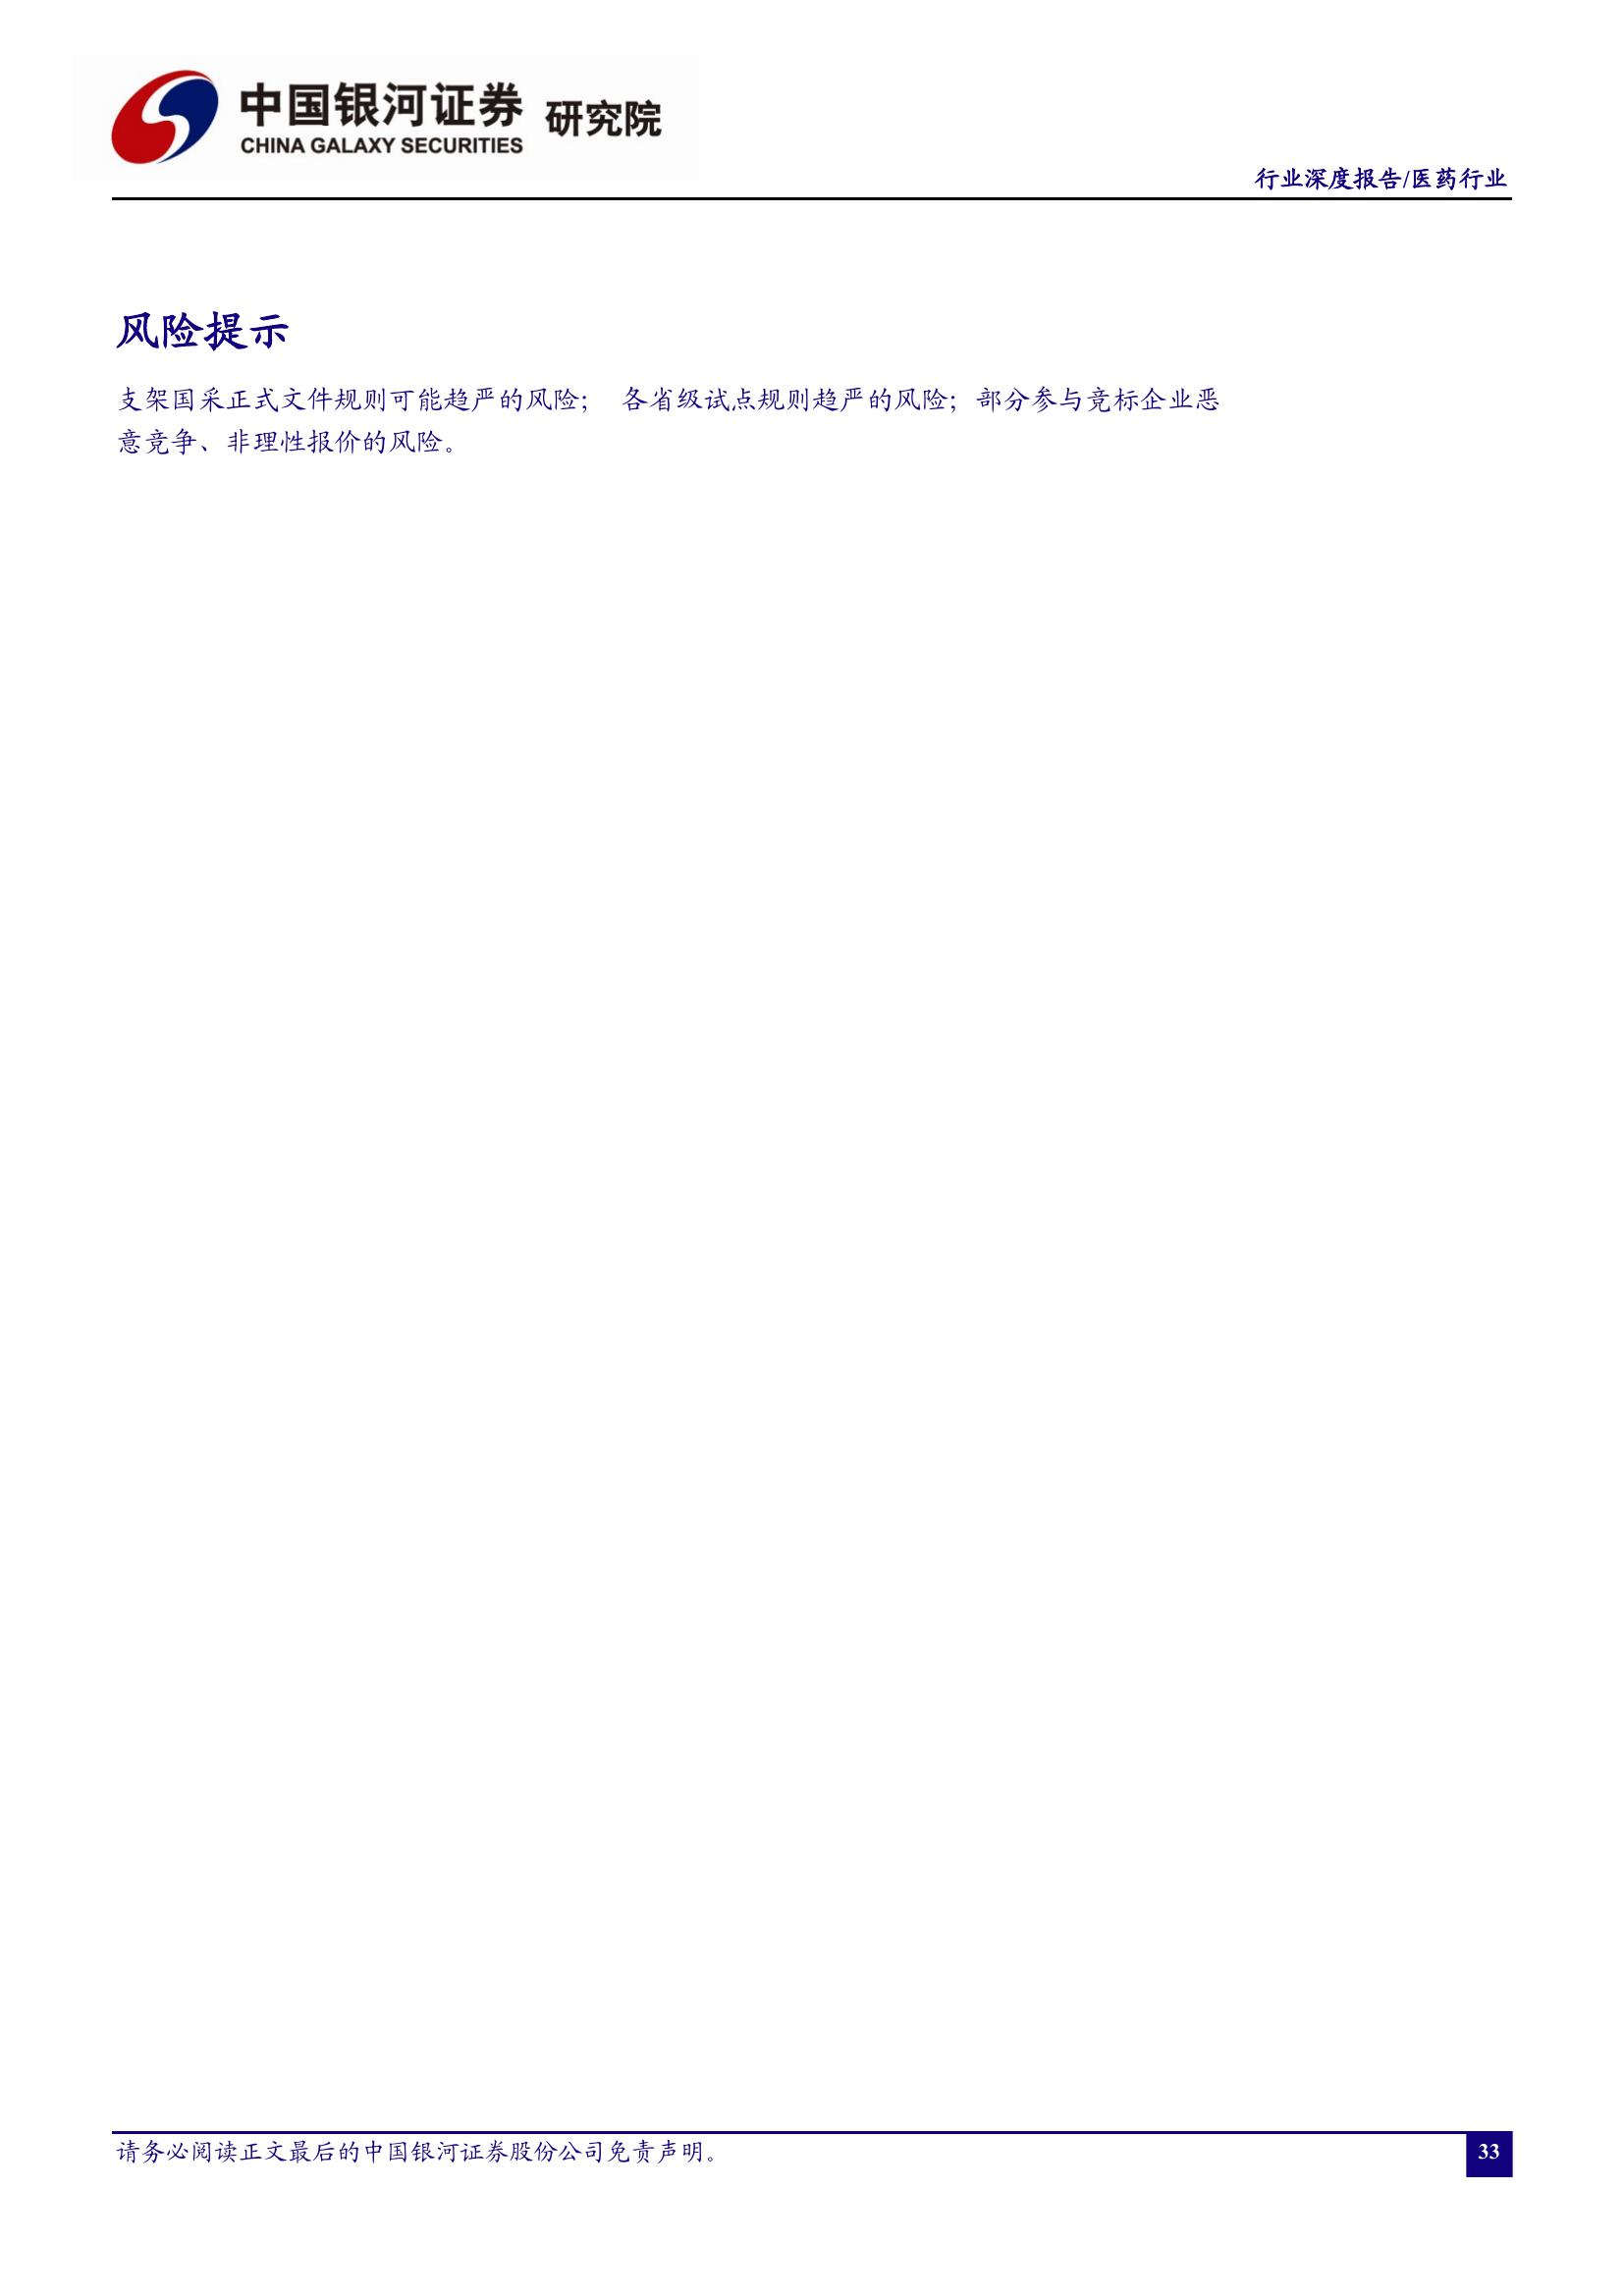 中国银河证券 研究院
CHINA GALAXY SECURITIES
行业深度报告/医药行业
风险提示
支架国采正式文件规则可能趋严的风险； 各省级试点规则趋严的风险；部分参与竞标企业恶
意竞争、非理性报价的风险。
请务必阅读正文最后的中国银河证券股份公司免责声明。
33